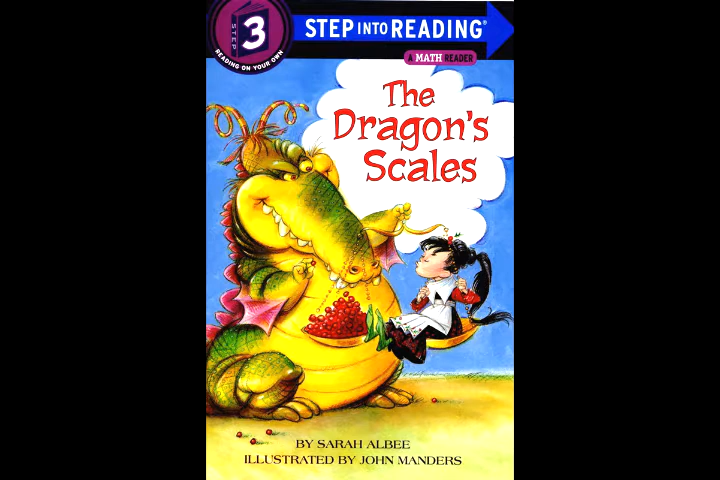 STEP 3
READING ON YOUR OWN
STEP INTO READING®
A MATH READER
The
Dragon's
Scales
BY SARAH ALBEE
ILLUSTRATED BY JOHN MANDERS